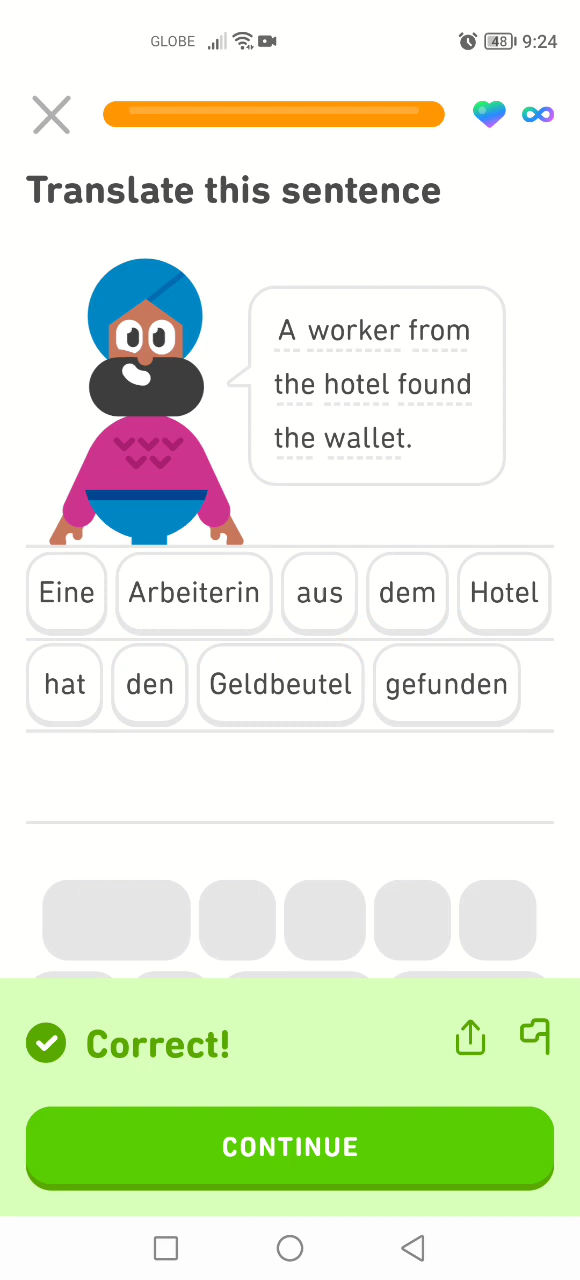 GLOBE 48 9:24
Translate this sentence
A worker from
the hotel found
the wallet.
Eine Arbeiterin aus dem Hotel
hat den Geldbeutel gefunden
Correct!
CONTINUE